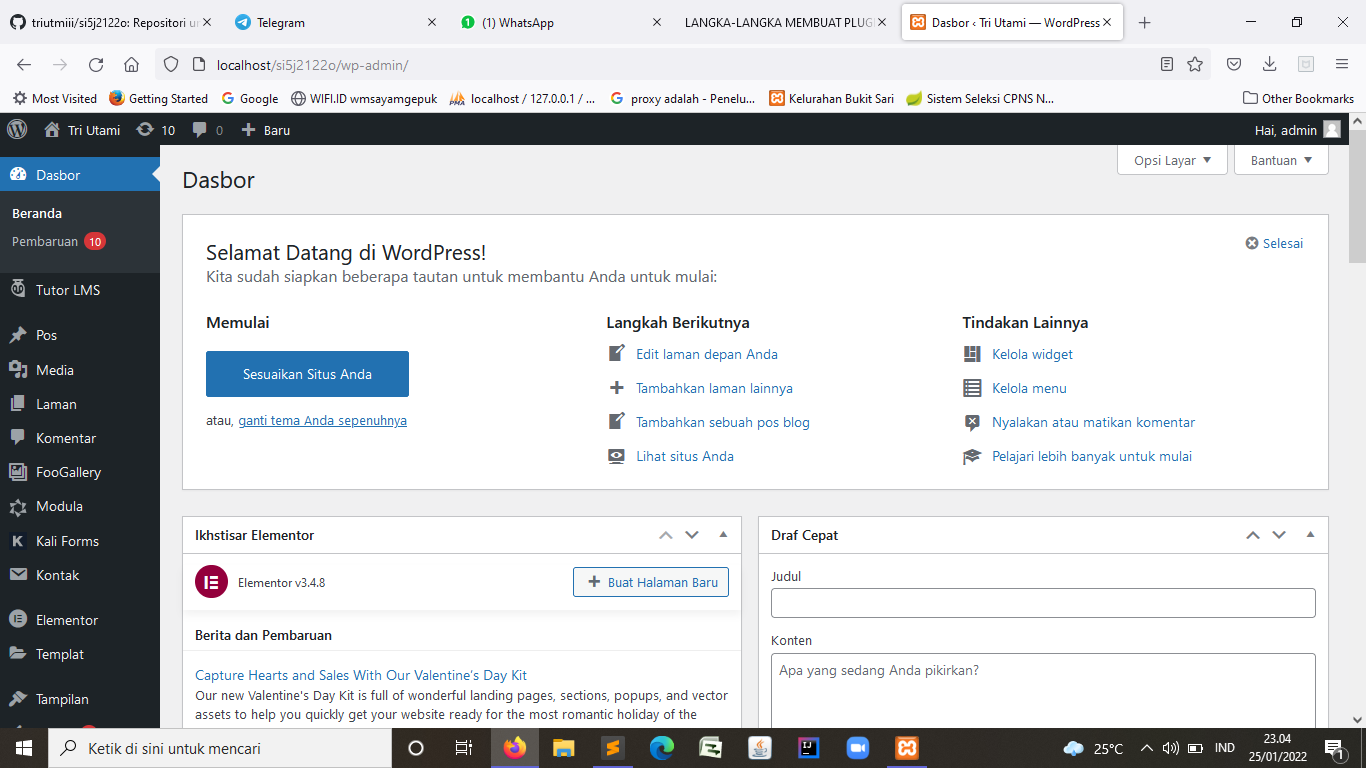 triutmiii/si5j2122o: Repositori un
Telegram
(1) WhatsApp
LANGKA-LANGKA MEMBUAT PLUGI
Dasbor ‹ Tri Utami — WordPress
localhost/si5j2122o/wp-admin/
Most Visited
Getting Started
Google
WIFI.ID wmsayamgepuk
localhost / 127.0.0.1 / ...
proxy adalah - Penelu...
Kelurahan Bukit Sari
Sistem Seleksi CPNS N...
Other Bookmarks
Tri Utami
10
0
Baru
Hai, admin
Dasbor
Beranda
Pembaruan 10
Tutor LMS
Pos
Media
Laman
Komentar
FooGallery
Modula
Kali Forms
Kontak
Elementor
Templat
Tampilan
Dasbor
Opsi Layar
Bantuan
Selamat Datang di WordPress!
Selesai
Kita sudah siapkan beberapa tautan untuk membantu Anda untuk mulai:
Memulai
Sesuaikan Situs Anda
atau, ganti tema Anda sepenuhnya
Langkah Berikutnya
Edit laman depan Anda
Tambahkan laman lainnya
Tambahkan sebuah pos blog
Lihat situs Anda
Tindakan Lainnya
Kelola widget
Kelola menu
Nyalakan atau matikan komentar
Pelajari lebih banyak untuk mulai
Ikhstisar Elementor
Elementor v3.4.8
Buat Halaman Baru
Berita dan Pembaruan
Capture Hearts and Sales With Our Valentine's Day Kit
Our new Valentine's Day Kit is full of wonderful landing pages, sections, popups, and vector
assets to help you quickly get your website ready for the most romantic holiday of the
Draf Cepat
Judul
Konten
Apa yang sedang Anda pikirkan?
Ketik di sini untuk mencari
25°C
IND
23.04
25/01/2022
1